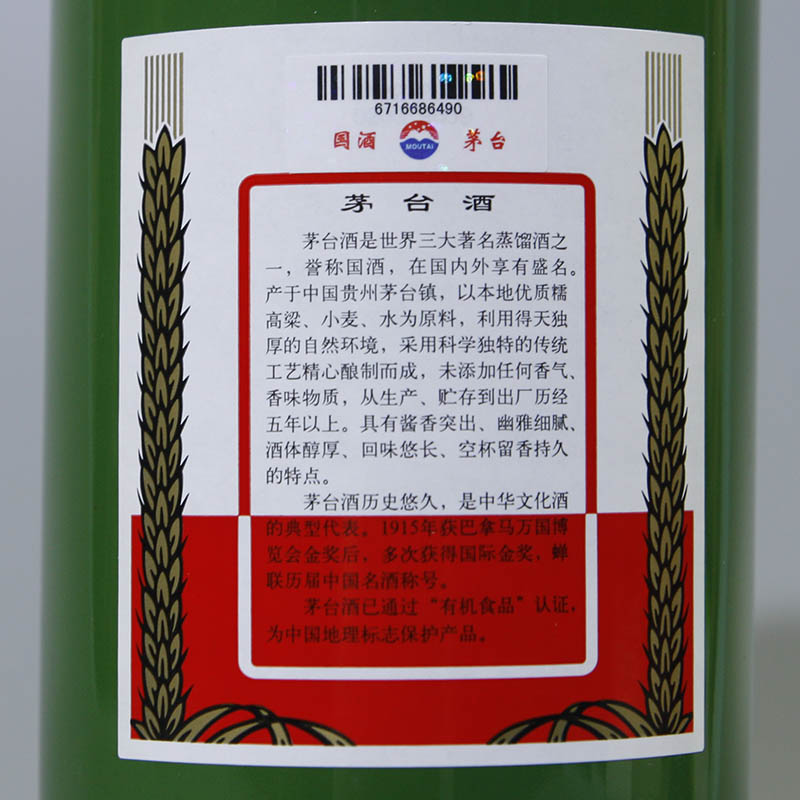 6716686490
国酒 MOUTAI 茅台
茅台酒
茅台酒是世界三大著名蒸馏酒之
一，誉称国酒，在国内外享有盛名。
产于中国贵州茅台镇，以本地优质糯
高粱、小麦、水为原料，利用得天独
厚的自然环境，采用科学独特的传统
工艺精心酿制而成，未添加任何香气、
香味物质，从生产、贮存到出厂历经
五年以上。具有酱香突出、幽雅细腻、
酒体醇厚、回味悠长、空杯留香持久
的特点。
茅台酒历史悠久，是中华文化酒
的典型代表。1915年获巴拿马万国博
览会金奖后，多次获得国际金奖，蝉
联历届中国名酒称号。
茅台酒已通过“有机食品”认证，
为中国地理标志保护产品。